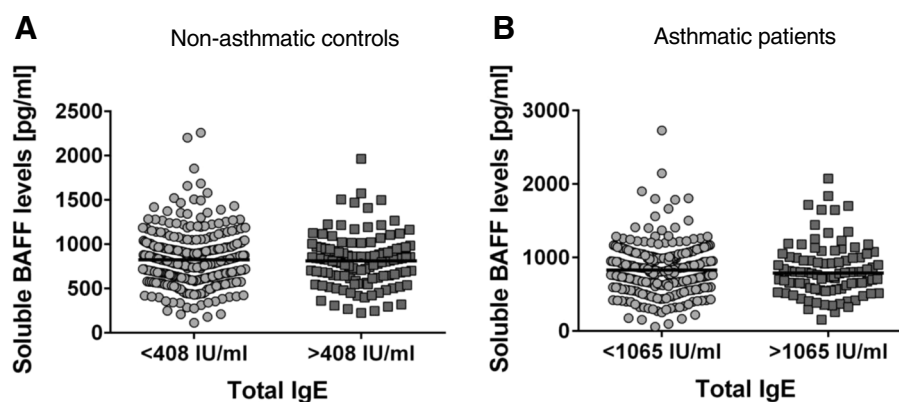 A
Non-asthmatic controls
Soluble BAFF levels [pg/ml]
2500
2000
1500
1000
500
0
<408 IU/ml
>408 IU/ml
Total IgE
B
Asthmatic patients
Soluble BAFF levels [pg/ml]
3000
2000
1000
0
<1065 IU/ml
>1065 IU/ml
Total IgE